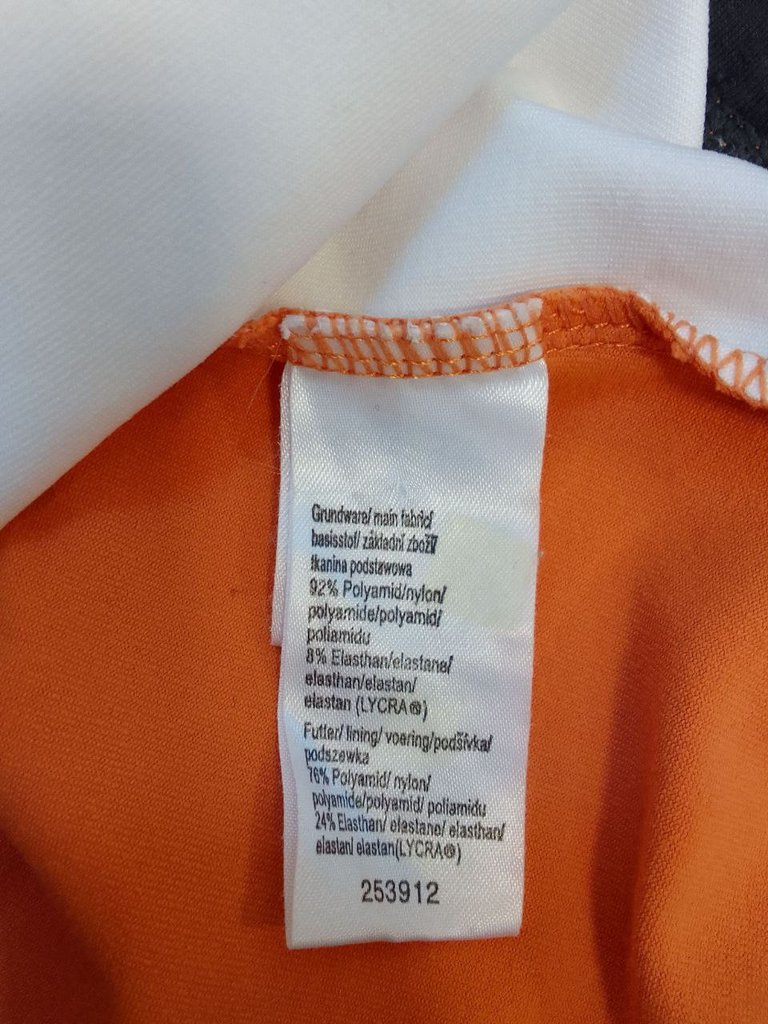 Grundware/ main fabric/
basisstof/ základní zboží/
tkanina podstawowa
92% Polyamid/nylon/
polyamide/polyamid/
poliamidu
8% Elasthan/elastane/
elasthan/elastan/
elastan (LYCRA®)
Futter/ lining/ voering/podšívka/
podszewka
76% Polyamid/ nylon/
polyamide/polyamid/ poliamidu
24% Elasthan/ elastane/ elasthan/
elastan/ elastan(LYCRA®)
253912